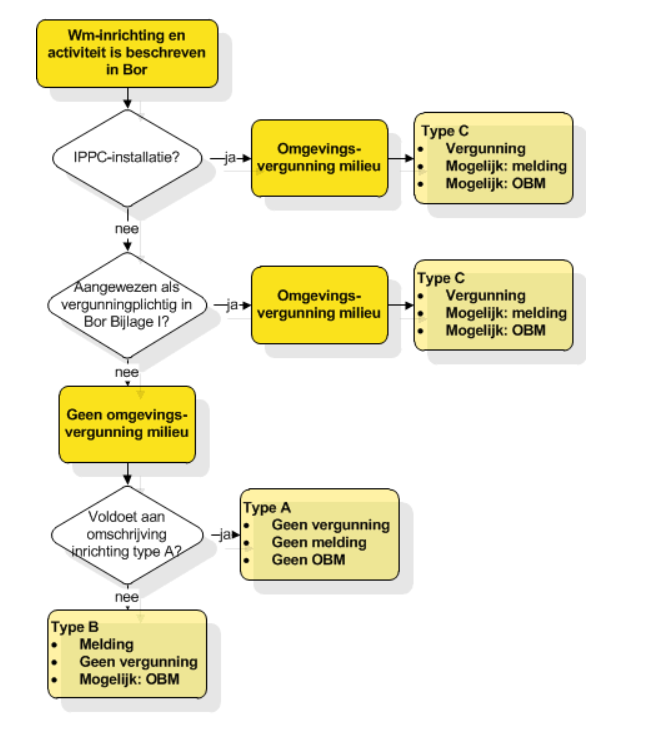 Wm-inrichting en
activiteit is beschreven
in Bor
IPPC-installatie?
ja
Omgevings-
vergunning milieu
Type C
• Vergunning
• Mogelijk: melding
• Mogelijk: OBM
nee
Aangewezen als
vergunningplichtig in
Bor Bijlage I?
ja
Omgevings-
vergunning milieu
Type C
• Vergunning
• Mogelijk: melding
• Mogelijk: OBM
nee
Geen omgevings-
vergunning milieu
Voldoet aan
omschrijving
inrichting type A?
ja
Type A
• Geen vergunning
• Geen melding
• Geen OBM
nee
Type B
• Melding
• Geen vergunning
• Mogelijk: OBM